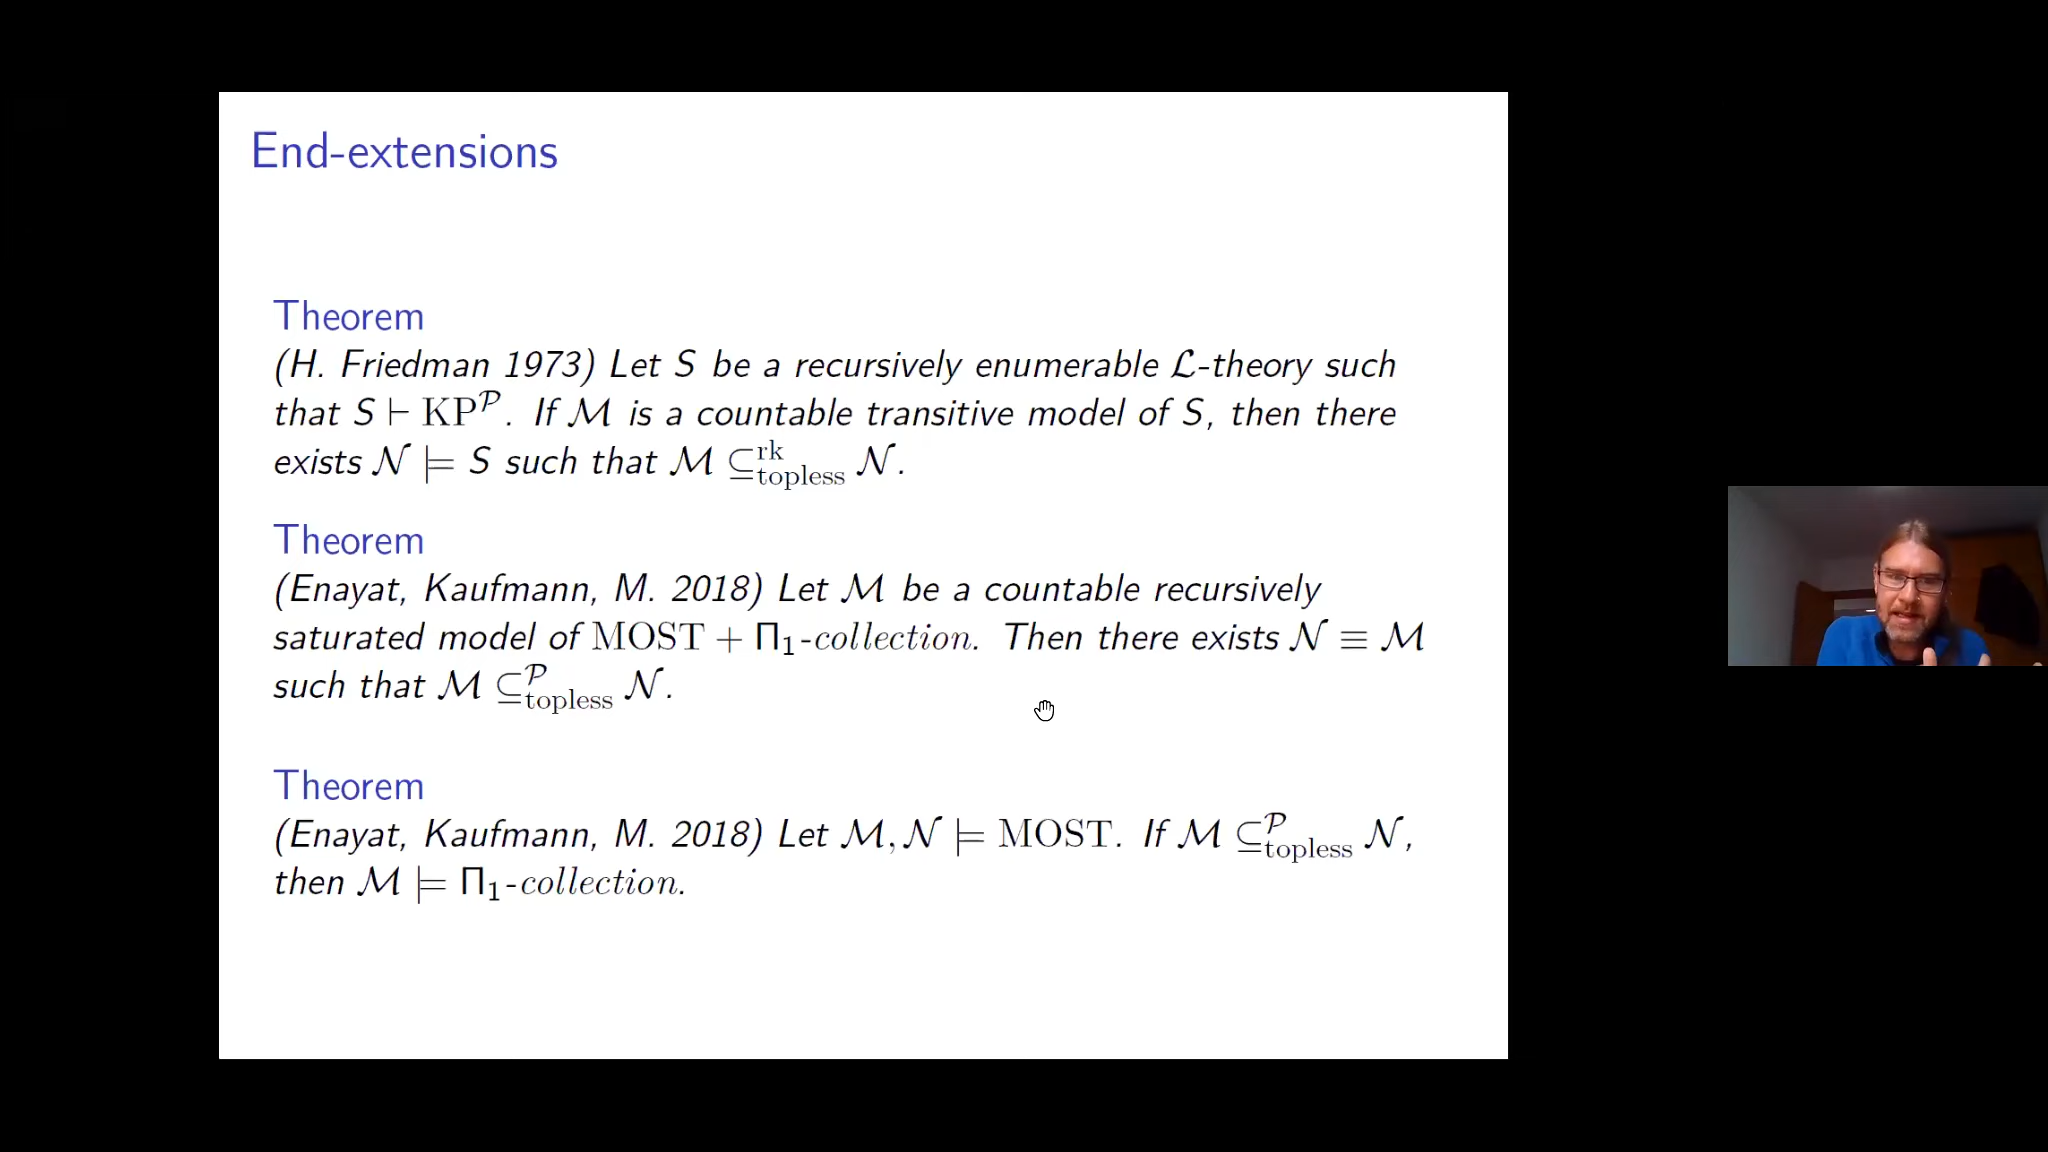 End-extensions
Theorem
(H. Friedman 1973) Let S be a recursively enumerable ℒ-theory such
that S ⊢ KP^𝒫. If ℳ is a countable transitive model of S, then there
exists 𝒩 ⊨ S such that ℳ ⊆^rk_topless 𝒩.
Theorem
(Enayat, Kaufmann, M. 2018) Let ℳ be a countable recursively
saturated model of MOST + Π₁-collection. Then there exists 𝒩 ≡ ℳ
such that ℳ ⊆^𝒫_topless 𝒩.
Theorem
(Enayat, Kaufmann, M. 2018) Let ℳ, 𝒩 ⊨ MOST. If ℳ ⊆^𝒫_topless 𝒩,
then ℳ ⊨ Π₁-collection.